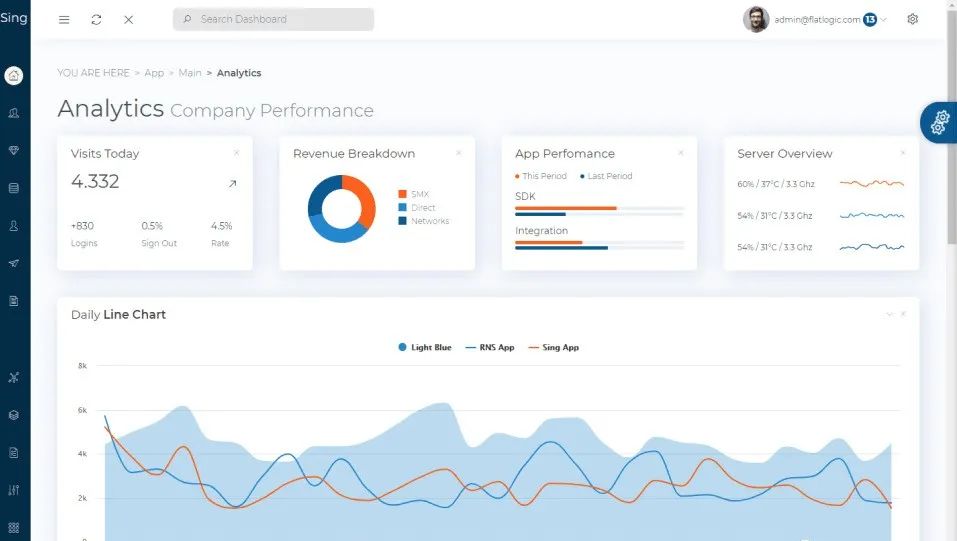 Sing
Search Dashboard
admin@flatlogic.com 13
YOU ARE HERE > App > Main > Analytics
Analytics Company Performance
Visits Today
4.332
+830 0.5% 4.5%
Logins Sign Out Rate
Revenue Breakdown
SMX
Direct
Networks
App Perfomance
This Period Last Period
SDK
Integration
Server Overview
60% / 37°C / 3.3 Ghz
54% / 31°C / 3.3 Ghz
54% / 31°C / 3.3 Ghz
Daily Line Chart
Light Blue RNS App Sing App
8k
6k
4k
2k
0k